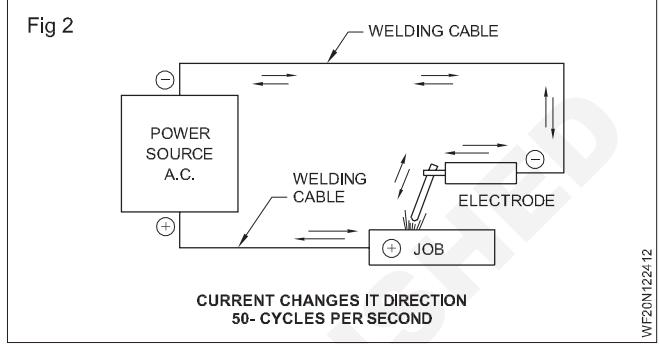 Fig 2
WELDING CABLE
−
POWER
SOURCE
A.C.
−
WELDING
CABLE
ELECTRODE
+
+ JOB
CURRENT CHANGES IT DIRECTION
50- CYCLES PER SECOND
WF20N122412
SHED